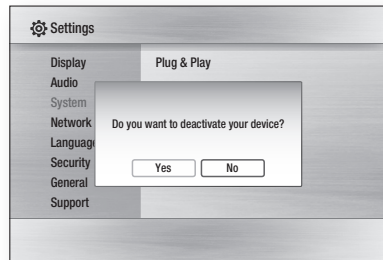 Settings
Display
Plug & Play
Audio
System
Network
Do you want to deactivate your device?
Language
Security
Yes
No
General
Support